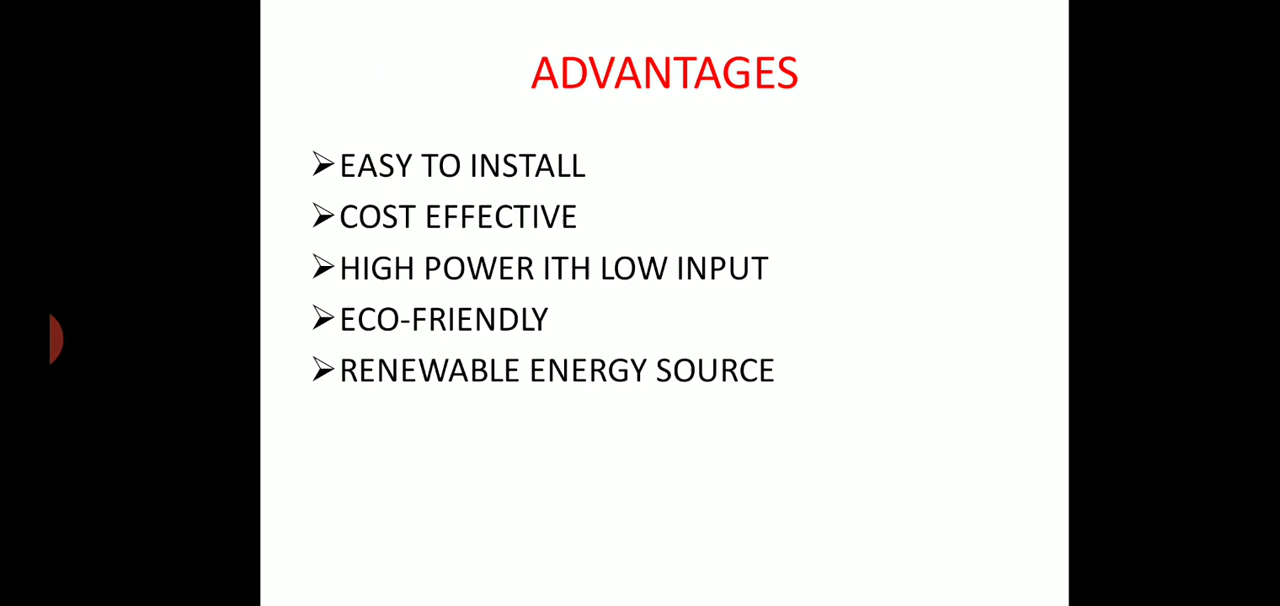 ADVANTAGES
➢EASY TO INSTALL
➢COST EFFECTIVE
➢HIGH POWER ITH LOW INPUT
➢ECO-FRIENDLY
➢RENEWABLE ENERGY SOURCE